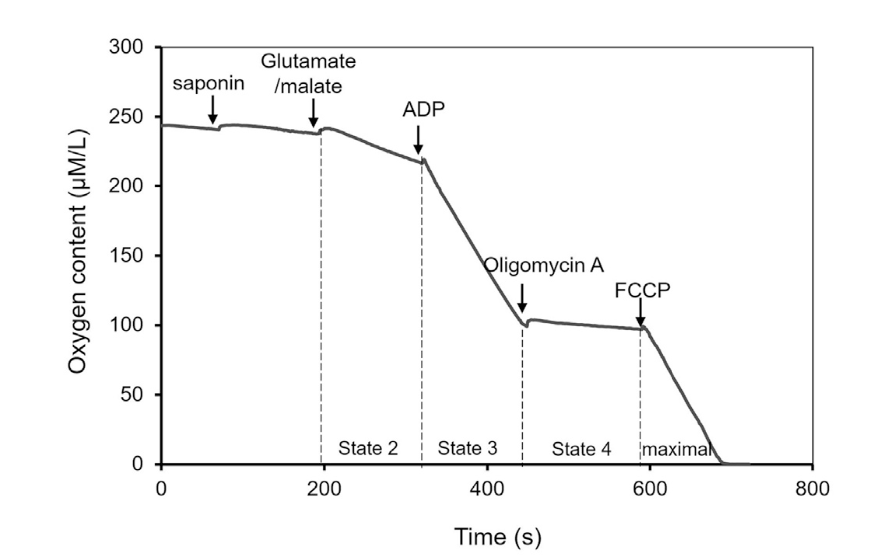 300
Glutamate
saponin
/malate
250
ADP
200
150
Oligomycin A
FCCP
100
50
State 2
State 3
State 4
maximal
0
0
200
400
600
800
Time (s)
Oxygen content (μM/L)